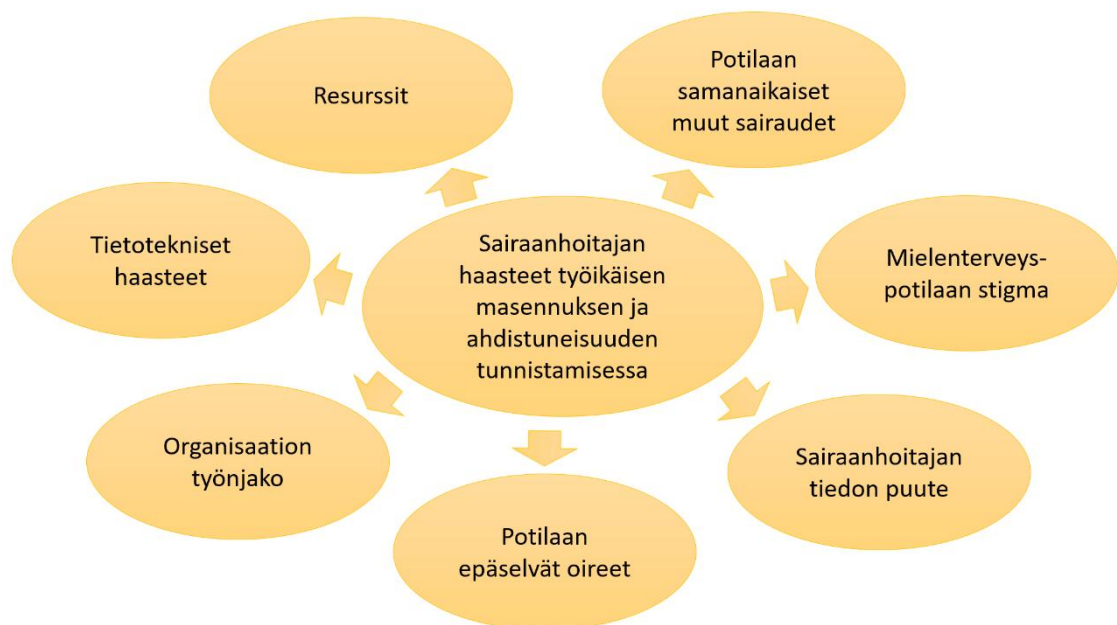 Resurssit
Potilaan
samanaikaiset
muut sairaudet
Tietotekniset
haasteet
Sairaanhoitajan
haasteet työikäisen
masennuksen ja
ahdistuneisuuden
tunnistamisessa
Mielenterveys-
potilaan stigma
Organisaation
työnjako
Potilaan
epäselvät oireet
Sairaanhoitajan
tiedon puute